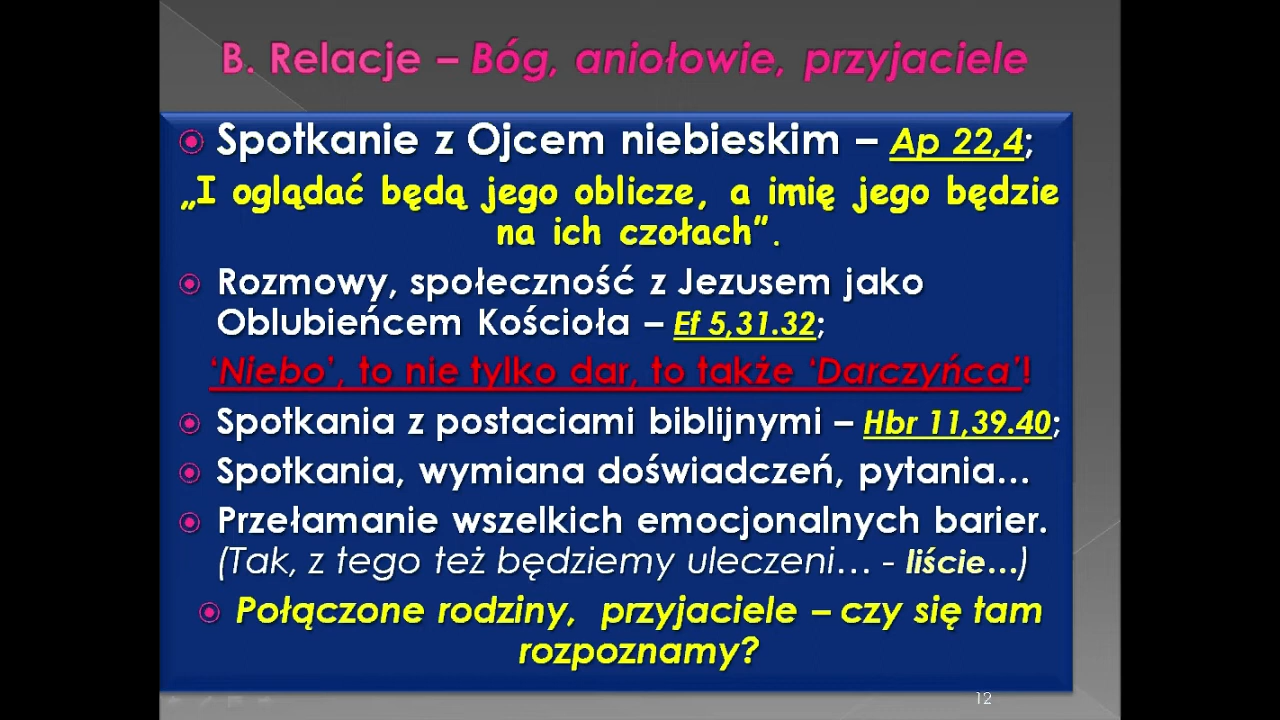 B. Relacje – Bóg, aniołowie, przyjaciele
Spotkanie z Ojcem niebieskim – Ap 22,4;
„I oglądać będą jego oblicze, a imię jego będzie
na ich czołach”.
Rozmowy, społeczność z Jezusem jako
Oblubieńcem Kościoła – Ef 5,31.32;
‘Niebo’, to nie tylko dar, to także ‘Darczyńca’!
Spotkania z postaciami biblijnymi – Hbr 11,39.40;
Spotkania, wymiana doświadczeń, pytania…
Przełamanie wszelkich emocjonalnych barier.
(Tak, z tego też będziemy uleczeni… - liście…)
Połączone rodziny, przyjaciele – czy się tam
rozpoznamy?
12